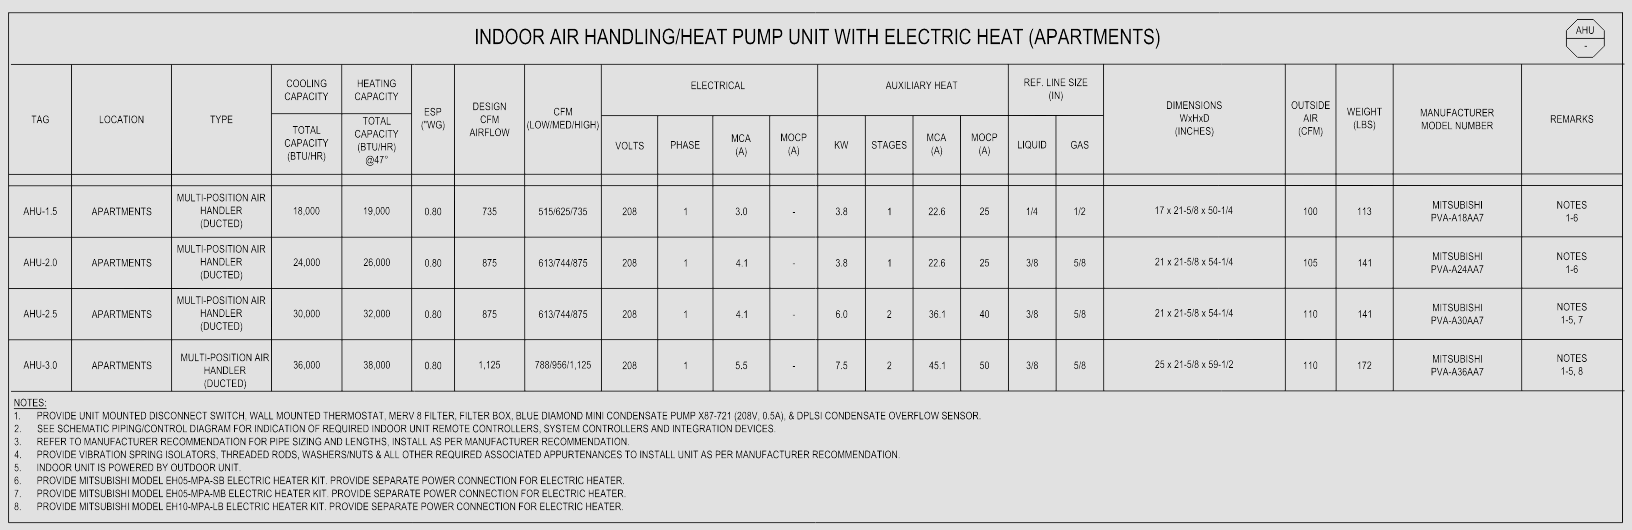 INDOOR AIR HANDLING/HEAT PUMP UNIT WITH ELECTRIC HEAT (APARTMENTS)
AHU
-
TAG
LOCATION
TYPE
COOLING
CAPACITY
TOTAL
CAPACITY
(BTU/HR)
HEATING
CAPACITY
TOTAL
CAPACITY
(BTU/HR)
@47°
ESP
("WG)
DESIGN
CFM
AIRFLOW
CFM
(LOW/MED/HIGH)
ELECTRICAL
VOLTS
PHASE
MCA
(A)
MOCP
(A)
AUXILIARY HEAT
KW
STAGES
MCA
(A)
MOCP
(A)
REF. LINE SIZE
(IN)
LIQUID
GAS
DIMENSIONS
WxHxD
(INCHES)
OUTSIDE
AIR
(CFM)
WEIGHT
(LBS)
MANUFACTURER
MODEL NUMBER
REMARKS
AHU-1.5
APARTMENTS
MULTI-POSITION AIR
HANDLER
(DUCTED)
18,000
19,000
0.80
735
515/625/735
208
1
3.0
-
3.8
1
22.6
25
1/4
1/2
17 x 21-5/8 x 50-1/4
100
113
MITSUBISHI
PVA-A18AA7
NOTES
1-6
AHU-2.0
APARTMENTS
MULTI-POSITION AIR
HANDLER
(DUCTED)
24,000
26,000
0.80
875
613/744/875
208
1
4.1
-
3.8
1
22.6
25
3/8
5/8
21 x 21-5/8 x 54-1/4
105
141
MITSUBISHI
PVA-A24AA7
NOTES
1-6
AHU-2.5
APARTMENTS
MULTI-POSITION AIR
HANDLER
(DUCTED)
30,000
32,000
0.80
875
613/744/875
208
1
4.1
-
6.0
2
36.1
40
3/8
5/8
21 x 21-5/8 x 54-1/4
110
141
MITSUBISHI
PVA-A30AA7
NOTES
1-5, 7
AHU-3.0
APARTMENTS
MULTI-POSITION AIR
HANDLER
(DUCTED)
36,000
38,000
0.80
1,125
788/956/1,125
208
1
5.5
-
7.5
2
45.1
50
3/8
5/8
25 x 21-5/8 x 59-1/2
110
172
MITSUBISHI
PVA-A36AA7
NOTES
1-5, 8
NOTES:
1. PROVIDE UNIT MOUNTED DISCONNECT SWITCH, WALL MOUNTED THERMOSTAT, MERV 8 FILTER, FILTER BOX, BLUE DIAMOND MINI CONDENSATE PUMP X87-721 (208V, 0.5A), & DPLSI CONDENSATE OVERFLOW SENSOR.
2. SEE SCHEMATIC PIPING/CONTROL DIAGRAM FOR INDICATION OF REQUIRED INDOOR UNIT REMOTE CONTROLLERS, SYSTEM CONTROLLERS AND INTEGRATION DEVICES.
3. REFER TO MANUFACTURER RECOMMENDATION FOR PIPE SIZING AND LENGTHS, INSTALL AS PER MANUFACTURER RECOMMENDATION.
4. PROVIDE VIBRATION SPRING ISOLATORS, THREADED RODS, WASHERS/NUTS & ALL OTHER REQUIRED ASSOCIATED APPURTENANCES TO INSTALL UNIT AS PER MANUFACTURER RECOMMENDATION.
5. INDOOR UNIT IS POWERED BY OUTDOOR UNIT.
6. PROVIDE MITSUBISHI MODEL EH05-MPA-SB ELECTRIC HEATER KIT. PROVIDE SEPARATE POWER CONNECTION FOR ELECTRIC HEATER.
7. PROVIDE MITSUBISHI MODEL EH05-MPA-MB ELECTRIC HEATER KIT. PROVIDE SEPARATE POWER CONNECTION FOR ELECTRIC HEATER.
8. PROVIDE MITSUBISHI MODEL EH10-MPA-LB ELECTRIC HEATER KIT. PROVIDE SEPARATE POWER CONNECTION FOR ELECTRIC HEATER.